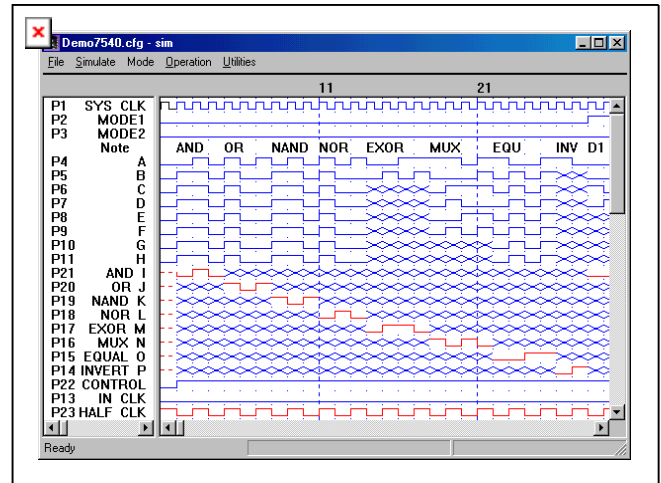 Demo7540.cfg - sim
File Simulate Mode Operation Utilities
11 21
P1 SYS CLK
P2 MODE1
P3 MODE2
Note AND OR NAND NOR EXOR MUX EQU INV D1
P4 A
P5 B
P6 C
P7 D
P8 E
P9 F
P10 G
P11 H
P21 AND I
P20 OR J
P19 NAND K
P18 NOR L
P17 EXOR M
P16 MUX N
P15 EQUAL O
P14 INVERT P
P22 CONTROL
P13 IN CLK
P23 HALF CLK
Ready